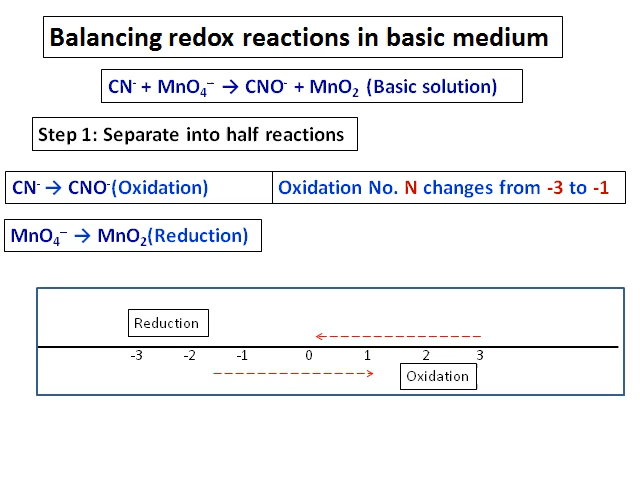 Balancing redox reactions in basic medium
CN⁻ + MnO₄⁻ → CNO⁻ + MnO₂ (Basic solution)
Step 1: Separate into half reactions
CN⁻ → CNO⁻(Oxidation) Oxidation No. N changes from -3 to -1
MnO₄⁻ → MnO₂(Reduction)
Reduction
-3 -2 -1 0 1 2 3
Oxidation